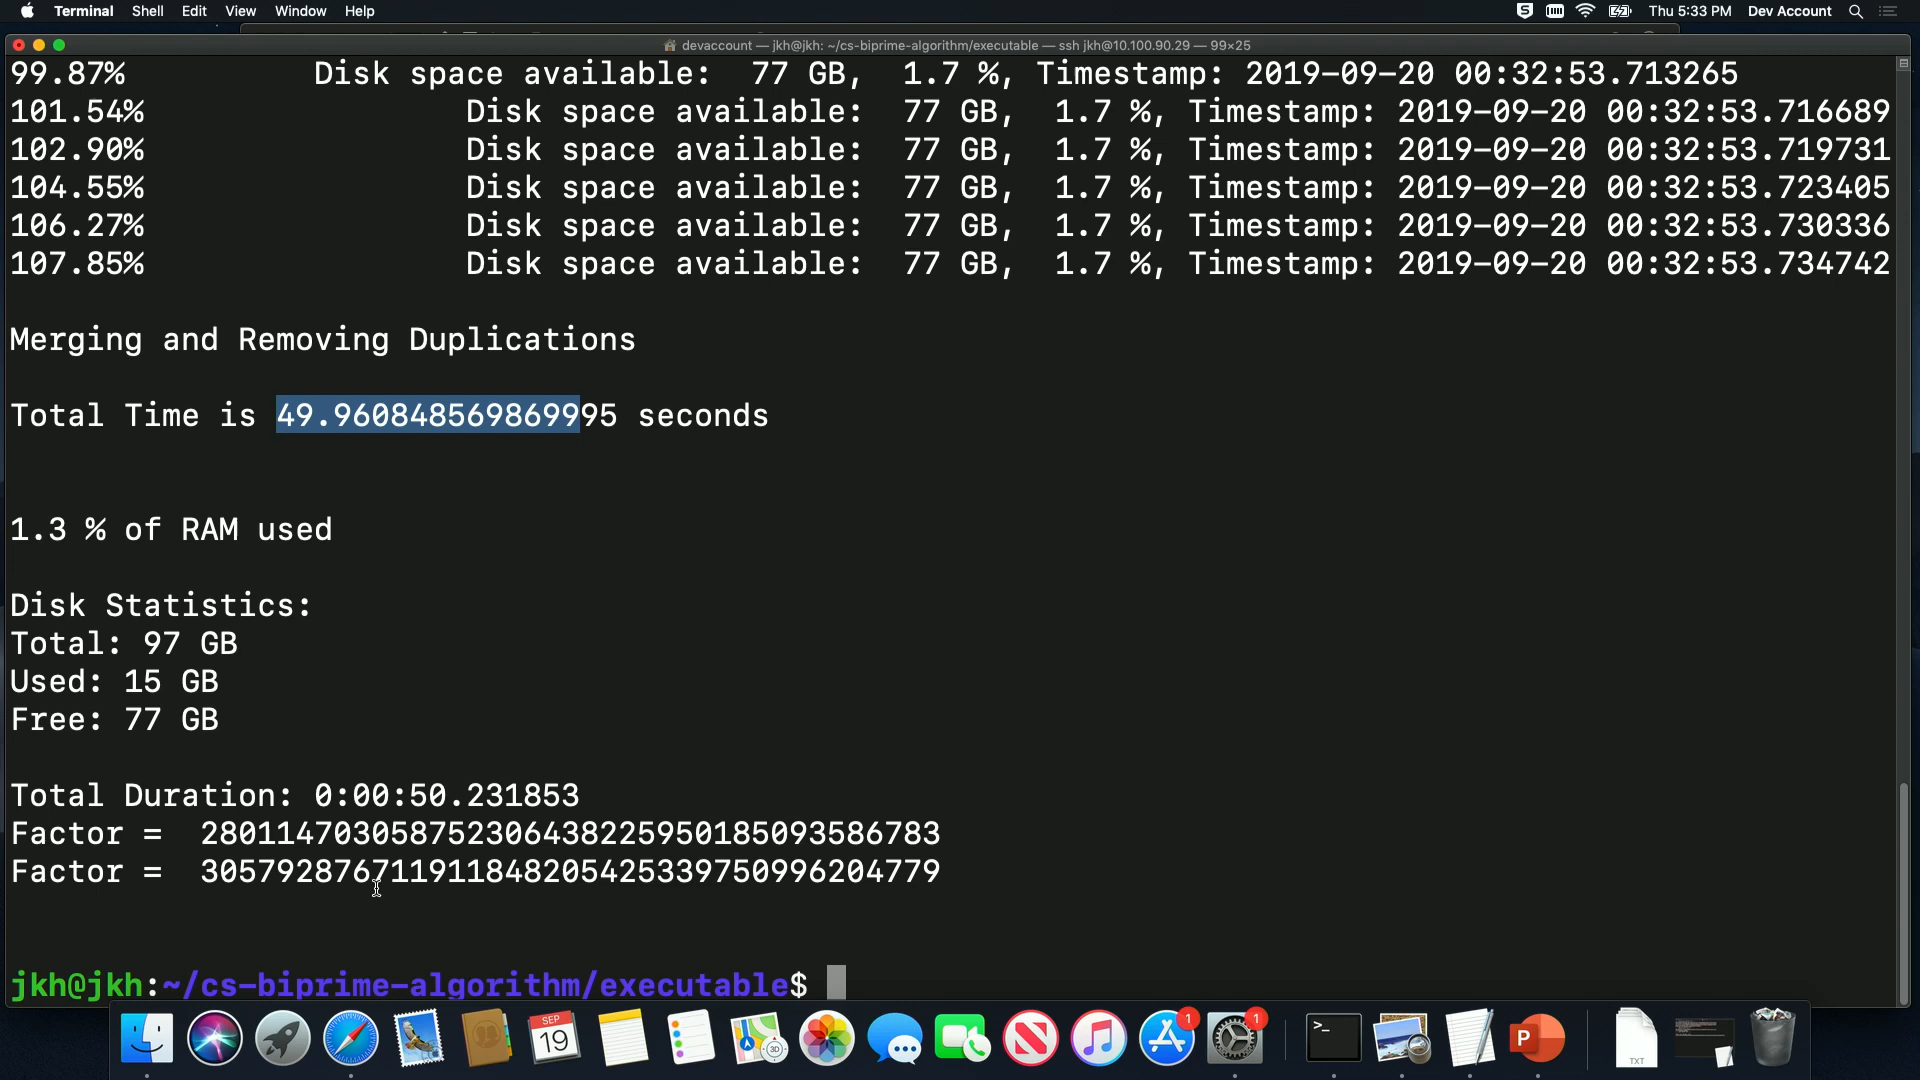 Terminal Shell Edit View Window Help Thu 5:33 PM Dev Account
devaccount — jkh@jkh: ~/cs-biprime-algorithm/executable — ssh jkh@10.100.90.29 — 99×25
99.87% Disk space available: 77 GB, 1.7 %, Timestamp: 2019-09-20 00:32:53.713265
101.54% Disk space available: 77 GB, 1.7 %, Timestamp: 2019-09-20 00:32:53.716689
102.90% Disk space available: 77 GB, 1.7 %, Timestamp: 2019-09-20 00:32:53.719731
104.55% Disk space available: 77 GB, 1.7 %, Timestamp: 2019-09-20 00:32:53.723405
106.27% Disk space available: 77 GB, 1.7 %, Timestamp: 2019-09-20 00:32:53.730336
107.85% Disk space available: 77 GB, 1.7 %, Timestamp: 2019-09-20 00:32:53.734742
Merging and Removing Duplications
Total Time is 49.960848569869995 seconds
1.3 % of RAM used
Disk Statistics:
Total: 97 GB
Used: 15 GB
Free: 77 GB
Total Duration: 0:00:50.231853
Factor = 280114703058752306438225950185093586783
Factor = 305792876711911848205425339750996204779
jkh@jkh:~/cs-biprime-algorithm/executable$
SEP
19
3D
1
1
>_
P
TXT